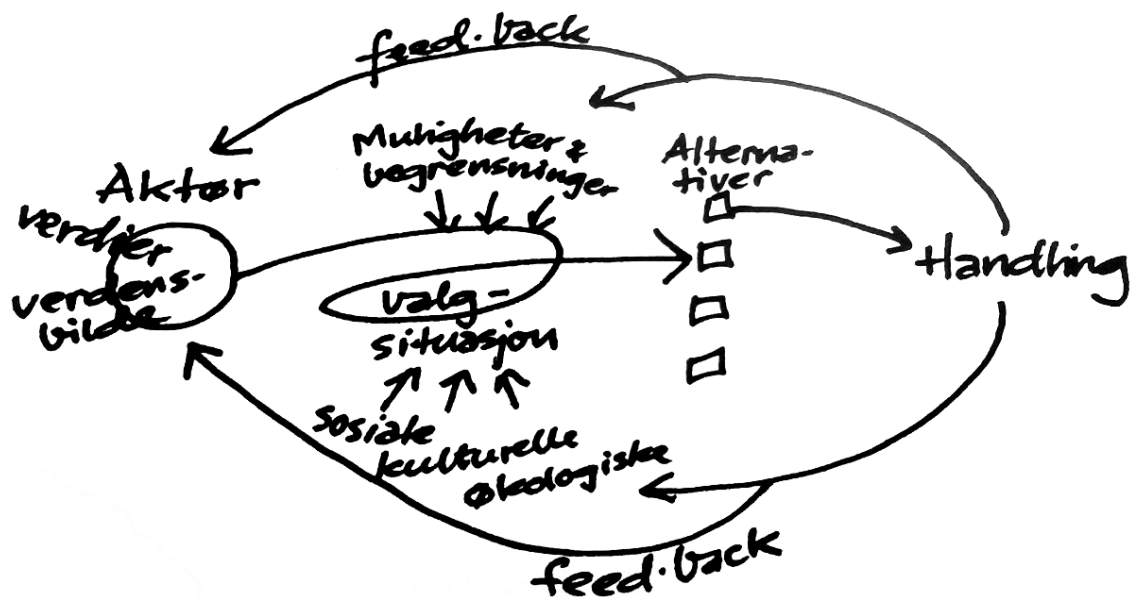 feed·back
Muligheter &
begrensninger
Alterna-
tiver
Aktør
verdier
verdens-
bilde
Handling
valg-
situasjon
sosiale
kulturelle
økologiske
feed·back